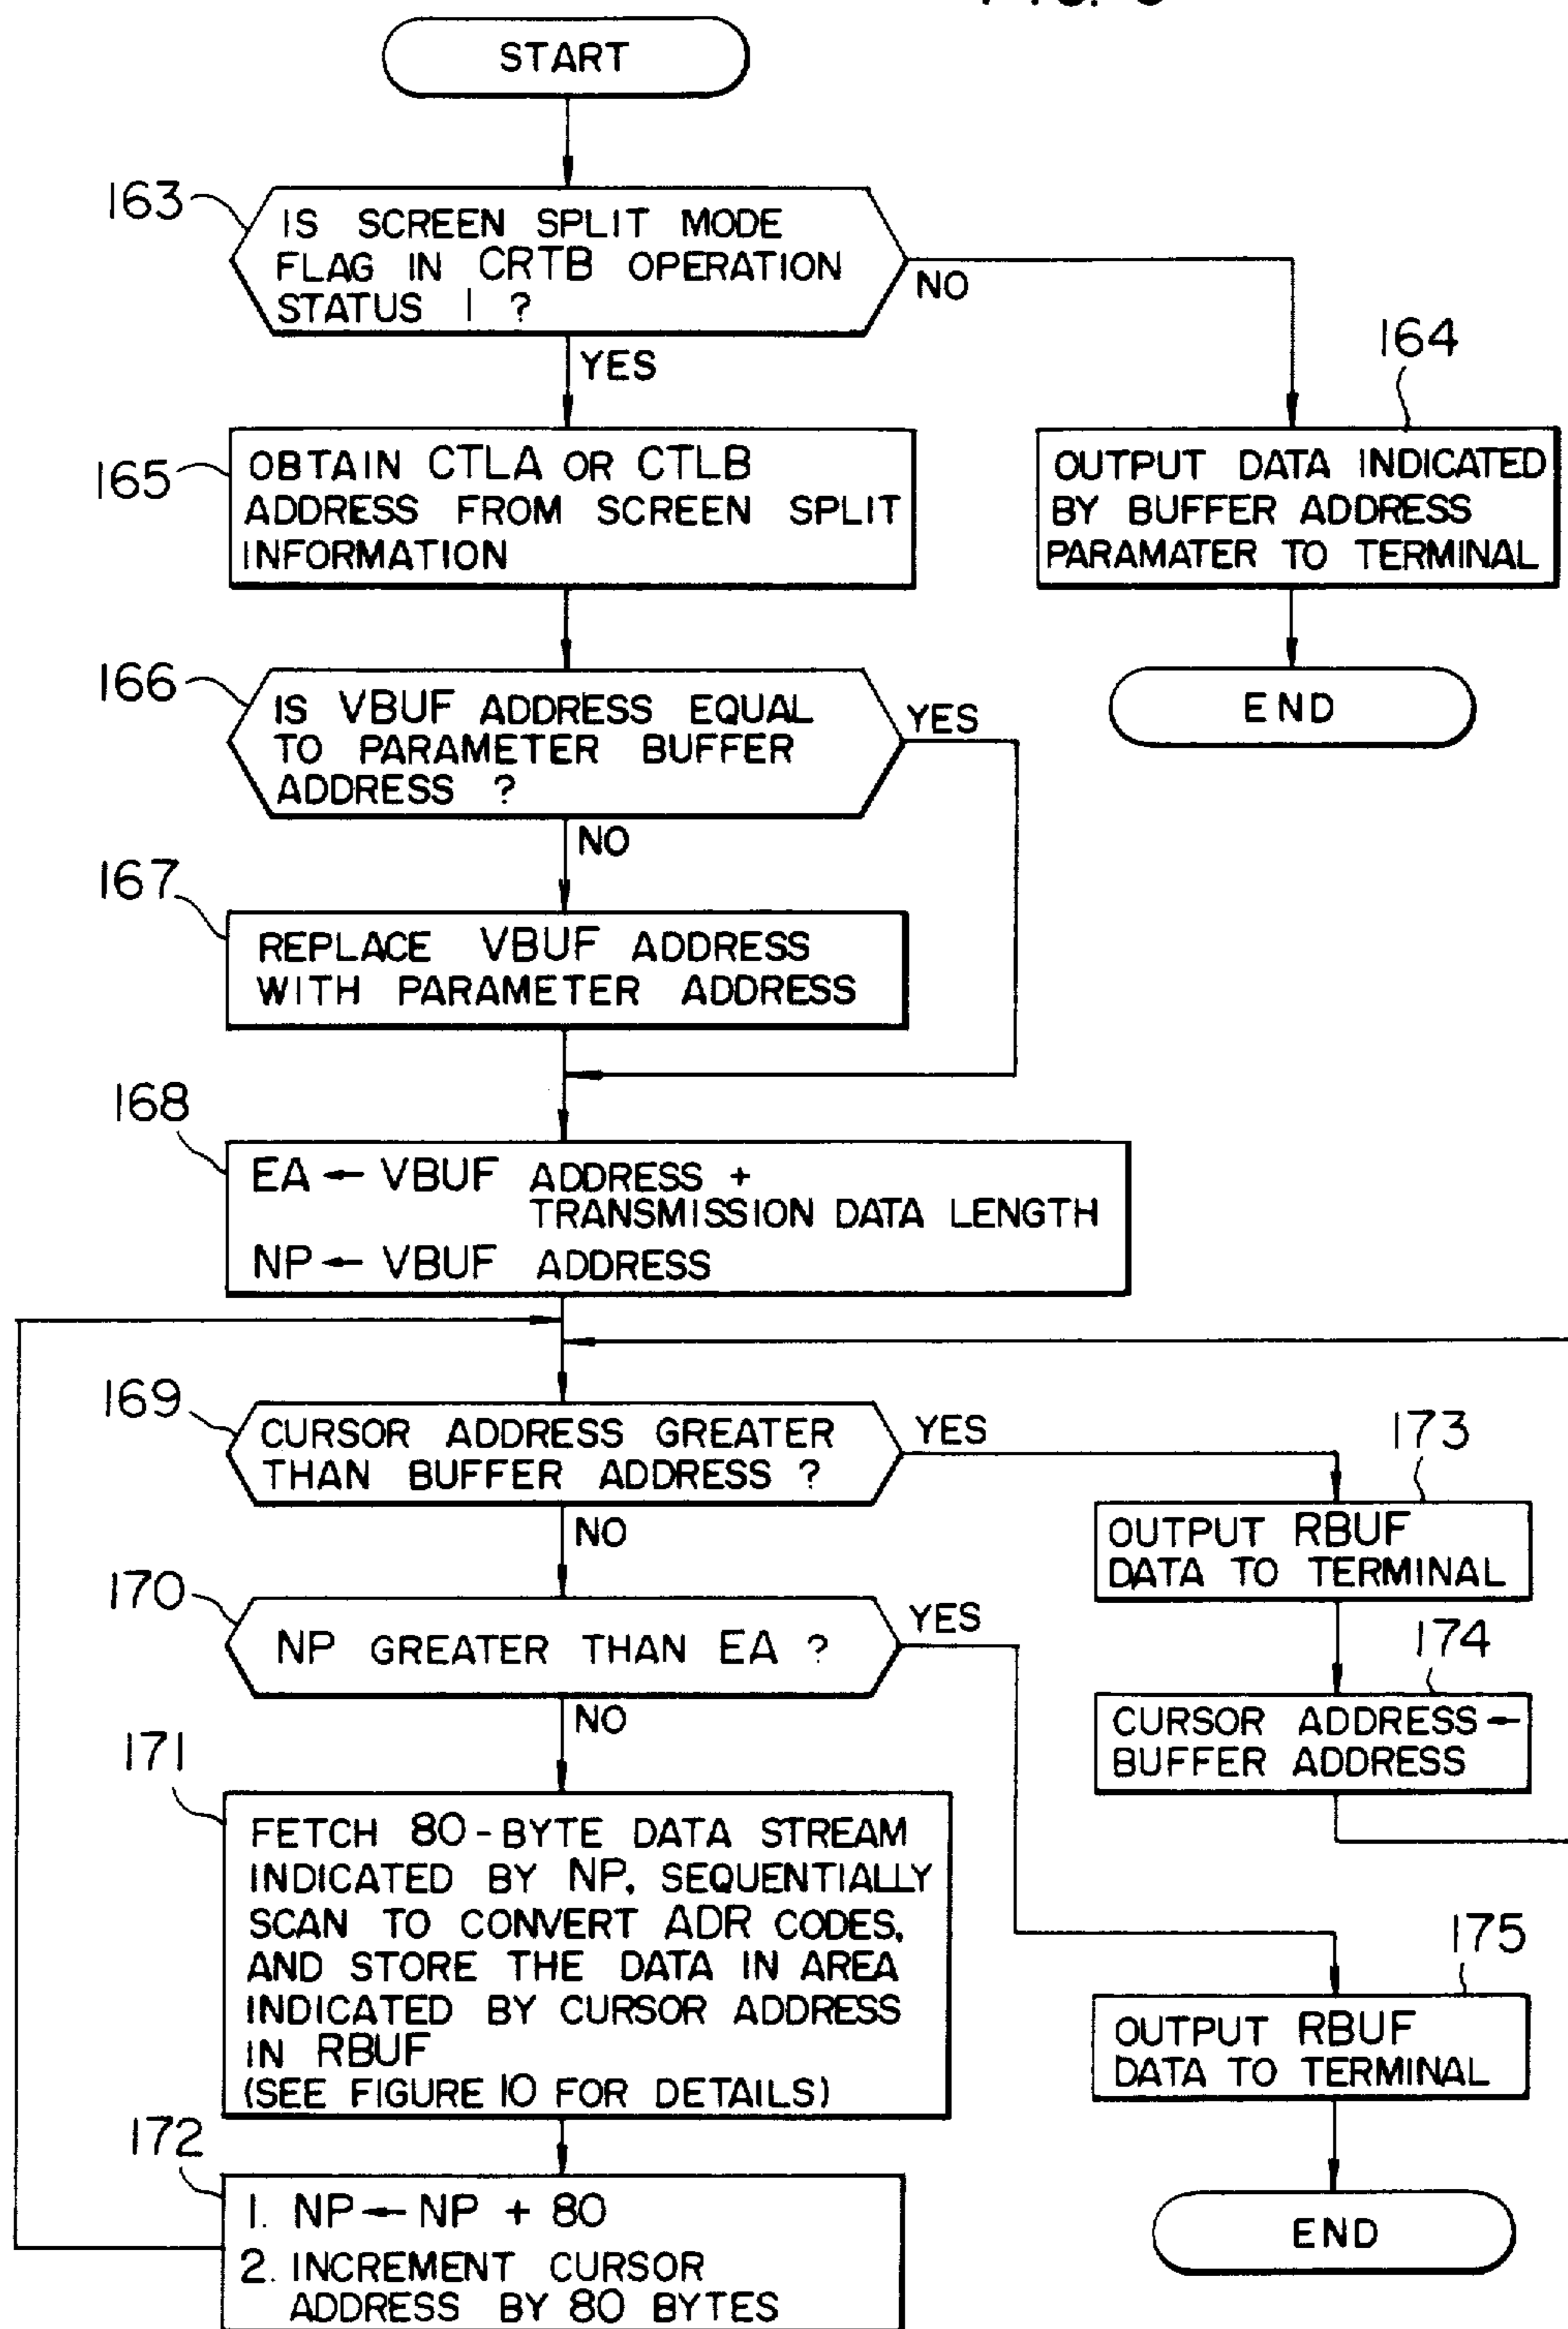 START
163
IS SCREEN SPLIT MODE
FLAG IN CRTB OPERATION
STATUS 1 ?
NO
YES
164
165
OBTAIN CTLA OR CTLB
ADDRESS FROM SCREEN SPLIT
INFORMATION
OUTPUT DATA INDICATED
BY BUFFER ADDRESS
PARAMATER TO TERMINAL
166
IS VBUF ADDRESS EQUAL
TO PARAMETER BUFFER
ADDRESS ?
YES
END
NO
167
REPLACE VBUF ADDRESS
WITH PARAMETER ADDRESS
168
EA ← VBUF ADDRESS +
TRANSMISSION DATA LENGTH
NP ← VBUF ADDRESS
169
CURSOR ADDRESS GREATER
THAN BUFFER ADDRESS ?
YES
173
NO
OUTPUT RBUF
DATA TO TERMINAL
170
NP GREATER THAN EA ?
YES
174
NO
CURSOR ADDRESS ←
BUFFER ADDRESS
171
FETCH 80-BYTE DATA STREAM
INDICATED BY NP, SEQUENTIALLY
SCAN TO CONVERT ADR CODES,
AND STORE THE DATA IN AREA
INDICATED BY CURSOR ADDRESS
IN RBUF
(SEE FIGURE 10 FOR DETAILS)
175
OUTPUT RBUF
DATA TO TERMINAL
172
1. NP ← NP + 80
2. INCREMENT CURSOR
ADDRESS BY 80 BYTES
END